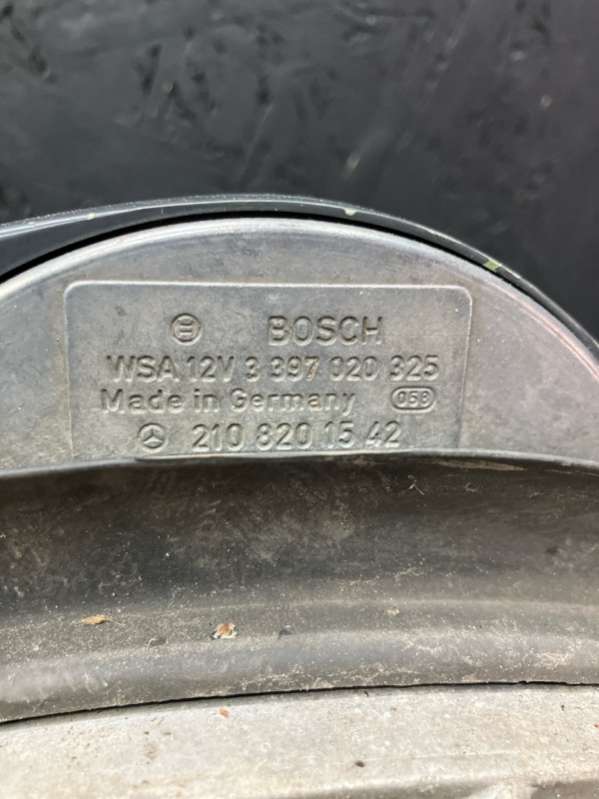 BOSCH
WSA 12V 3 397 020 325
Made in Germany 058
210 820 15 42